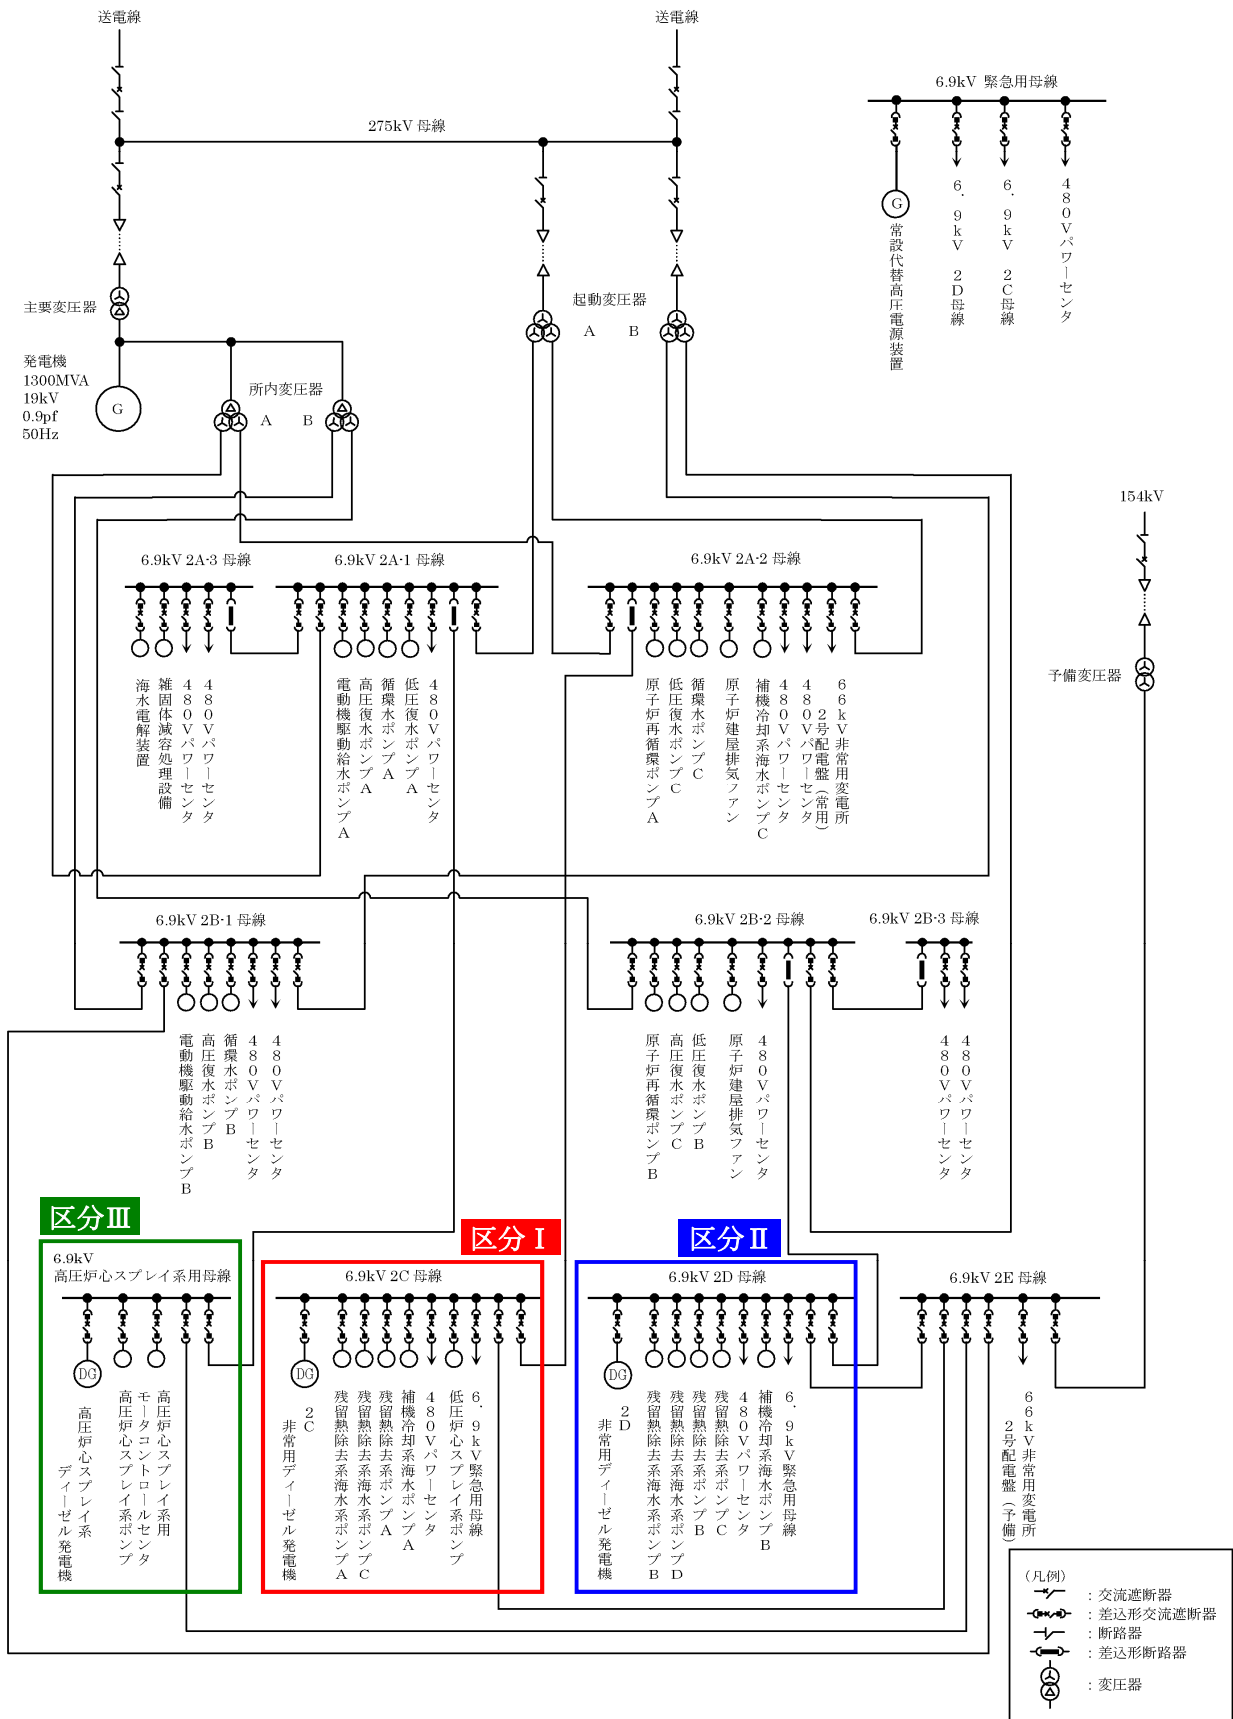 送電線
送電線
6.9kV 緊急用母線
275kV 母線
G
常設代替高圧電源装置
6.9kV 2D母線
6.9kV 2C母線
480Vパワーセンタ
主要変圧器
起動変圧器
A
B
発電機
1300MVA
19kV
0.9pf
50Hz
G
所内変圧器
A
B
154kV
予備変圧器
6.9kV 2A-3 母線
海水電解装置
雑固体減容処理設備
480Vパワーセンタ
480Vパワーセンタ
6.9kV 2A-1 母線
電動機駆動給水ポンプA
高圧復水ポンプA
循環水ポンプA
低圧復水ポンプA
480Vパワーセンタ
6.9kV 2A-2 母線
原子炉再循環ポンプA
低圧復水ポンプC
循環水ポンプC
原子炉建屋排気ファン
補機冷却系海水ポンプC
480Vパワーセンタ
480Vパワーセンタ
66kV非常用変電所
2号配電盤(常用)
6.9kV 2B-1 母線
電動機駆動給水ポンプB
高圧復水ポンプB
循環水ポンプB
480Vパワーセンタ
480Vパワーセンタ
6.9kV 2B-2 母線
原子炉再循環ポンプB
高圧復水ポンプC
低圧復水ポンプB
原子炉建屋排気ファン
480Vパワーセンタ
6.9kV 2B-3 母線
480Vパワーセンタ
480Vパワーセンタ
区分Ⅲ
6.9kV
高圧炉心スプレイ系用母線
DG
高圧炉心スプレイ系
ディーゼル発電機
高圧炉心スプレイ系ポンプ
高圧炉心スプレイ系用
モータコントロールセンタ
区分Ⅰ
6.9kV 2C 母線
DG
2C
非常用ディーゼル発電機
残留熱除去系海水系ポンプA
残留熱除去系海水系ポンプC
残留熱除去系ポンプA
補機冷却系海水ポンプA
480Vパワーセンタ
低圧炉心スプレイ系ポンプ
6.9kV緊急用母線
区分Ⅱ
6.9kV 2D 母線
DG
2D
非常用ディーゼル発電機
残留熱除去系海水系ポンプB
残留熱除去系海水系ポンプD
残留熱除去系ポンプB
残留熱除去系ポンプC
480Vパワーセンタ
補機冷却系海水ポンプB
6.9kV緊急用母線
6.9kV 2E 母線
66kV非常用変電所
2号配電盤(予備)
(凡例)
：交流遮断器
：差込形交流遮断器
：断路器
：差込形断路器
：変圧器